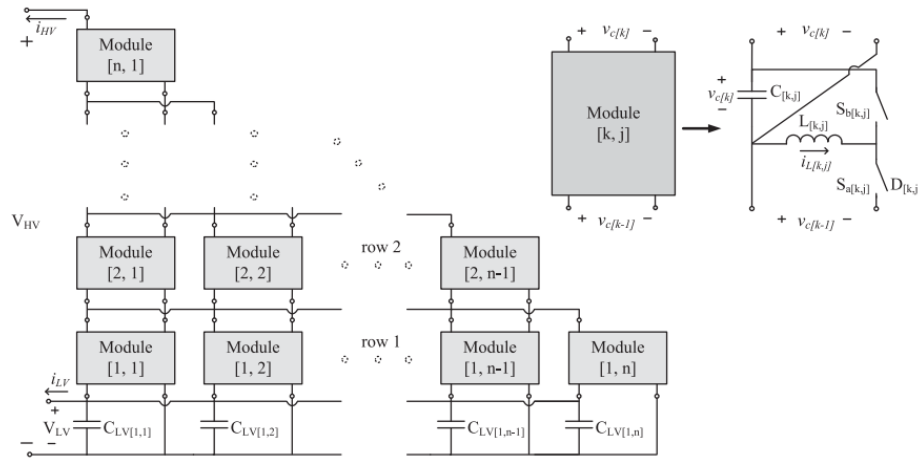 i_HV
+
Module
[n, 1]
V_HV
row 2
Module
[2, 1]
Module
[2, 2]
Module
[2, n-1]
row 1
Module
[1, 1]
Module
[1, 2]
Module
[1, n-1]
Module
[1, n]
i_LV
+
V_LV
−
−
C_LV[1,1]
C_LV[1,2]
C_LV[1,n-1]
C_LV[1,n]
+ v_c[k] −
Module
[k, j]
+ v_c[k-1] −
+ v_c[k] −
+
v_c[k]
−
C_[k,j]
S_b[k,j]
L_[k,j]
i_L[k,j]
S_a[k,j]
D_[k,j
+ v_c[k-1] −